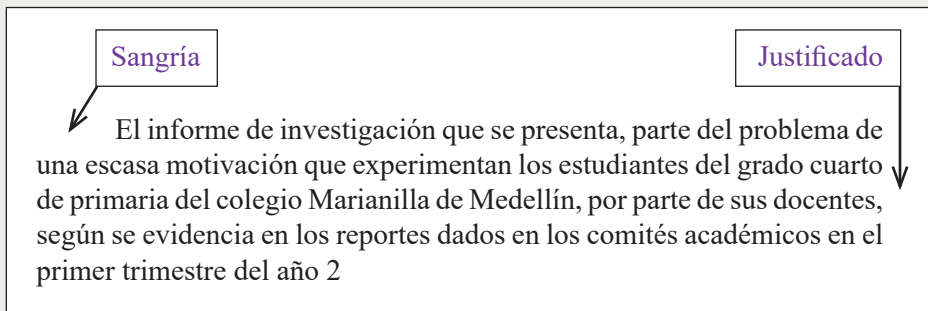 Sangría
Justificado
El informe de investigación que se presenta, parte del problema de
una escasa motivación que experimentan los estudiantes del grado cuarto
de primaria del colegio Marianilla de Medellín, por parte de sus docentes,
según se evidencia en los reportes dados en los comités académicos en el
primer trimestre del año 2